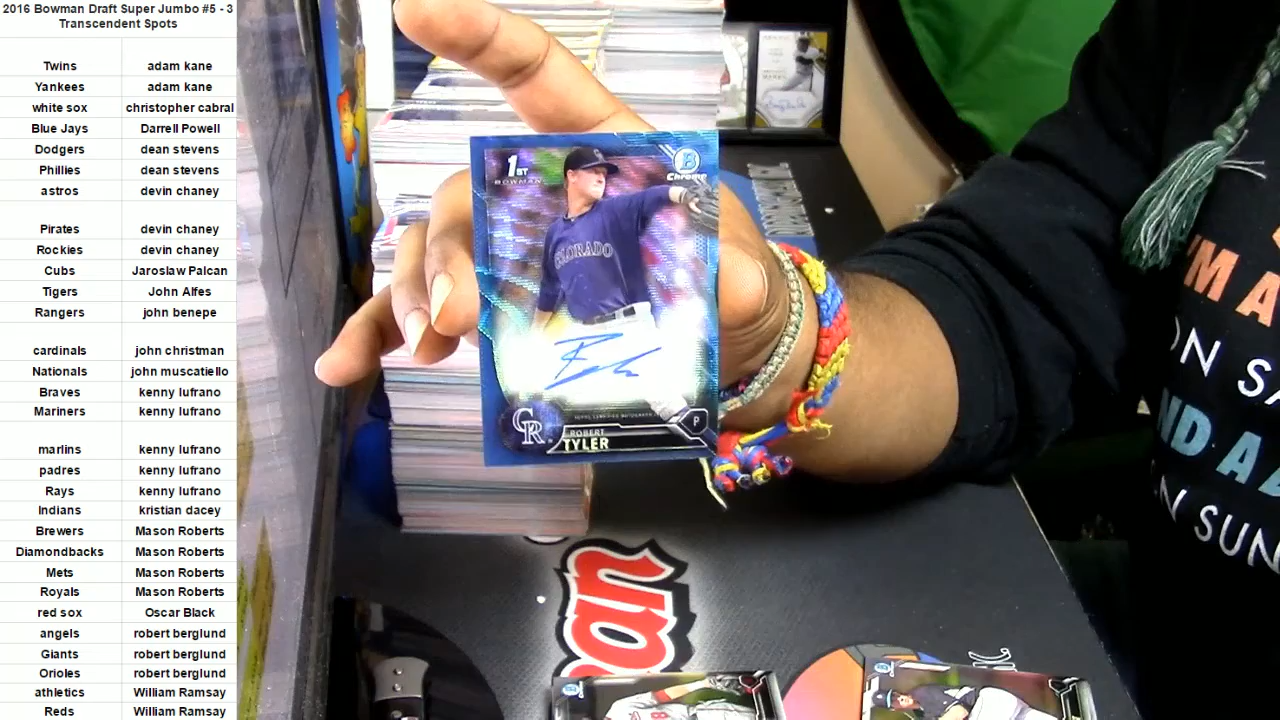 2016 Bowman Draft Super Jumbo #5 - 3
Transcendent Spots
Twins adam kane
Yankees adam kane
white sox christopher cabral
Blue Jays Darrell Powell
Dodgers dean stevens
Phillies dean stevens
astros devin chaney
Pirates devin chaney
Rockies devin chaney
Cubs Jaroslaw Palcan
Tigers John Alfes
Rangers john benepe
cardinals john christman
Nationals john muscatiello
Braves kenny lufrano
Mariners kenny lufrano
marlins kenny lufrano
padres kenny lufrano
Rays kenny lufrano
Indians kristian dacey
Brewers Mason Roberts
Diamondbacks Mason Roberts
Mets Mason Roberts
Royals Mason Roberts
red sox Oscar Black
angels robert berglund
Giants robert berglund
Orioles robert berglund
athletics William Ramsay
Reds William Ramsay
1ST
BOWMAN
B
Chrome
COLORADO
CR
P
ROBERT
TYLER
'M A
ON SA
ND A
N SUN